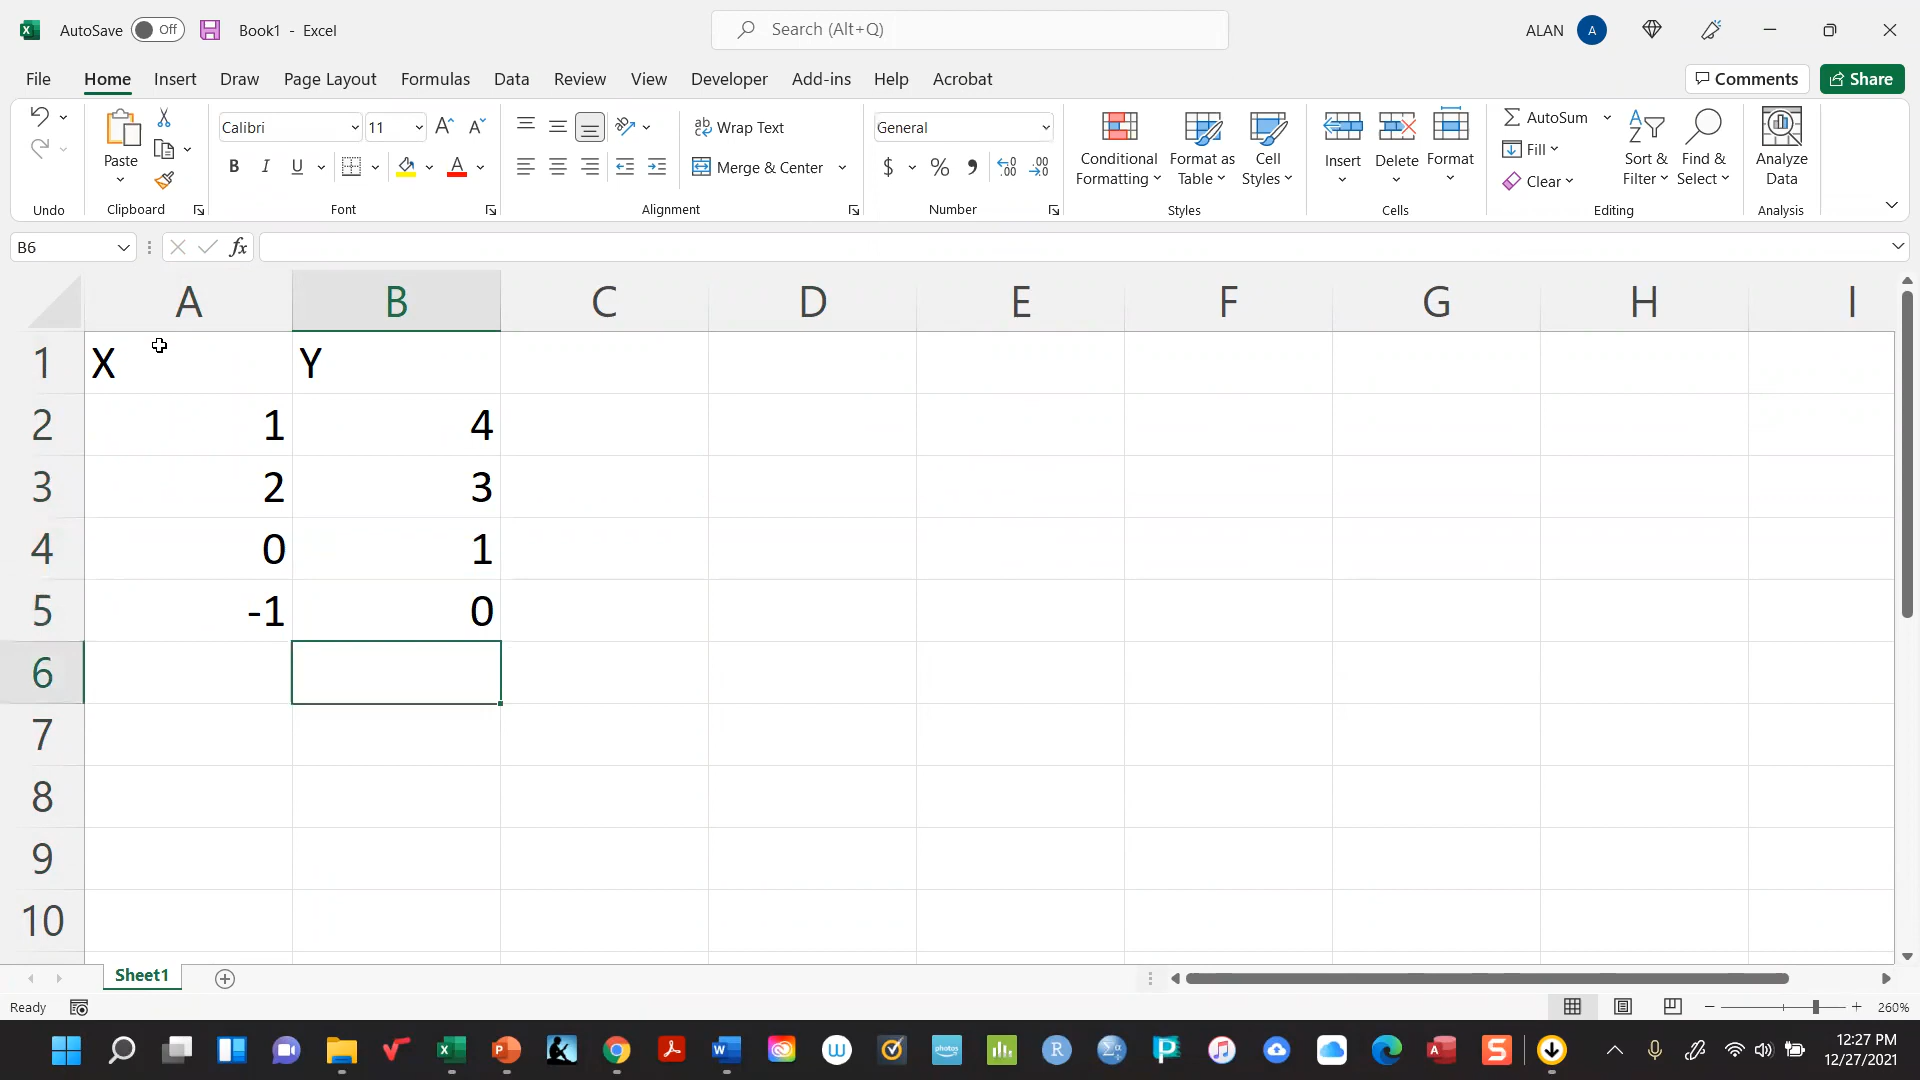 AutoSave Off Book1 - Excel Search (Alt+Q) ALAN A
File Home Insert Draw Page Layout Formulas Data Review View Developer Add-ins Help Acrobat Comments Share
Calibri 11 Wrap Text General AutoSum
Paste B I U Merge & Center $ % Conditional Formatting Format as Table Cell Styles Insert Delete Format Fill Clear Sort & Filter Find & Select Analyze Data
Undo Clipboard Font Alignment Number Styles Cells Editing Analysis
B6 fx
A B C D E F G H I
1 X Y
2 1 4
3 2 3
4 0 1
5 -1 0
6
7
8
9
10
Sheet1
Ready 260%
12:27 PM
12/27/2021